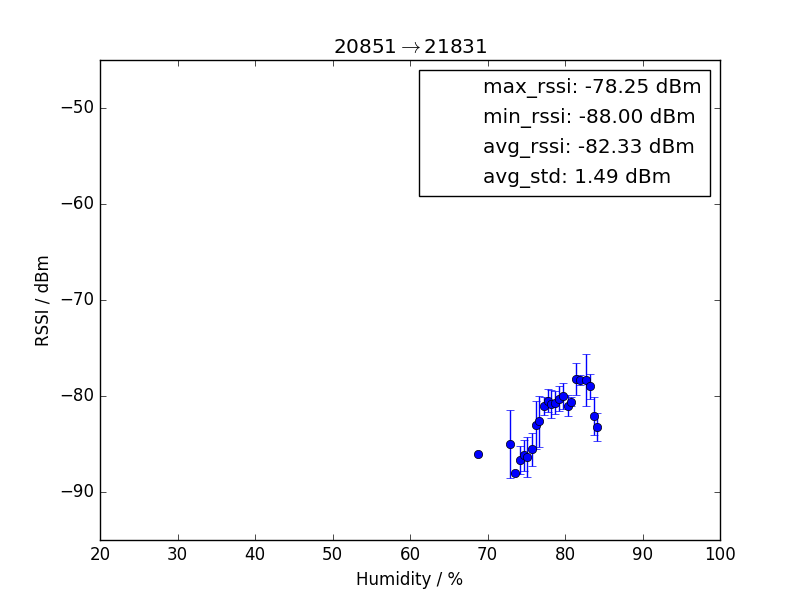 20851→21831
max_rssi: -78.25 dBm
min_rssi: -88.00 dBm
avg_rssi: -82.33 dBm
avg_std: 1.49 dBm
−50
−60
−70
−80
−90
RSSI / dBm
20 30 40 50 60 70 80 90 100
Humidity / %